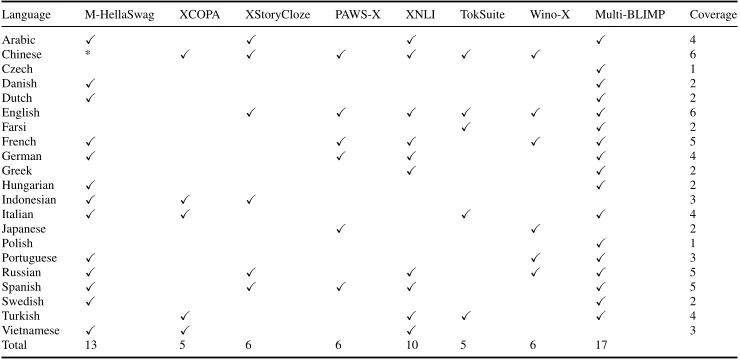 Language M-HellaSwag XCOPA XStoryCloze PAWS-X XNLI TokSuite Wino-X Multi-BLIMP Coverage
Arabic ✓ ✓ ✓ ✓ 4
Chinese * ✓ ✓ ✓ ✓ ✓ ✓ 6
Czech ✓ 1
Danish ✓ ✓ 2
Dutch ✓ ✓ 2
English ✓ ✓ ✓ ✓ ✓ ✓ 6
Farsi ✓ ✓ 2
French ✓ ✓ ✓ ✓ ✓ 5
German ✓ ✓ ✓ ✓ 4
Greek ✓ ✓ 2
Hungarian ✓ ✓ 2
Indonesian ✓ ✓ ✓ 3
Italian ✓ ✓ ✓ ✓ 4
Japanese ✓ ✓ 2
Polish ✓ 1
Portuguese ✓ ✓ ✓ 3
Russian ✓ ✓ ✓ ✓ ✓ 5
Spanish ✓ ✓ ✓ ✓ ✓ 5
Swedish ✓ ✓ 2
Turkish ✓ ✓ ✓ ✓ 4
Vietnamese ✓ ✓ ✓ 3
Total 13 5 6 6 10 5 6 17